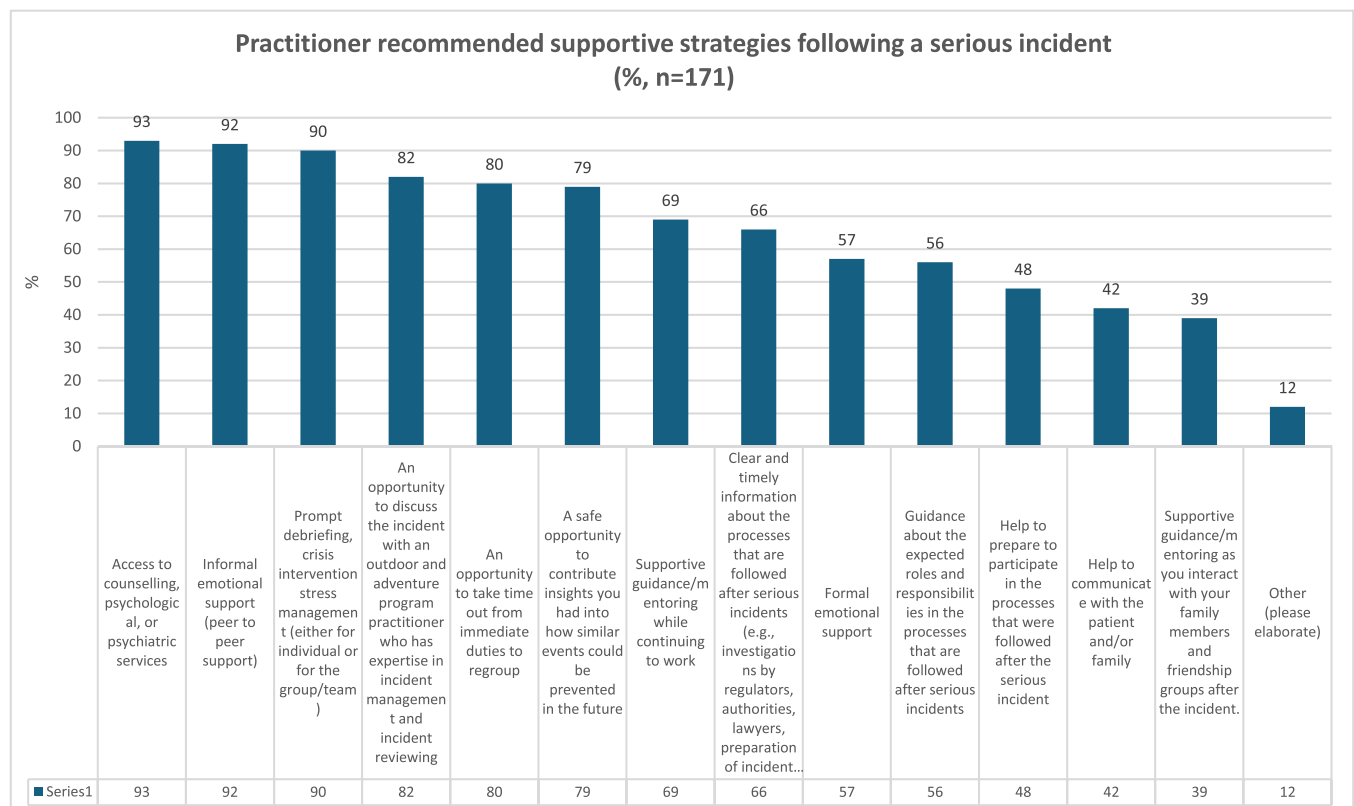 Practitioner recommended supportive strategies following a serious incident
(%, n=171)
%
100
90
80
70
60
50
40
30
20
10
0
93
92
90
82
80
79
69
66
57
56
48
42
39
12
Access to
counselling,
psychologic
al, or
psychiatric
services
Informal
emotional
support
(peer to
peer
support)
Prompt
debriefing,
crisis
intervention
stress
managemen
t (either for
individual or
for the
group/team
)
An
opportunity
to discuss
the incident
with an
outdoor and
adventure
program
practitioner
who has
expertise in
incident
managemen
t and
incident
reviewing
An
opportunity
to take time
out from
immediate
duties to
regroup
A safe
opportunity
to
contribute
insights you
had into
how similar
events could
be
prevented
in the future
Supportive
guidance/m
entoring
while
continuing
to work
Clear and
timely
information
about the
processes
that are
followed
after serious
incidents
(e.g.,
investigatio
ns by
regulators,
authorities,
lawyers,
preparation
of incident…
Formal
emotional
support
Guidance
about the
expected
roles and
responsibilit
ies in the
processes
that are
followed
after serious
incidents
Help to
prepare to
participate
in the
processes
that were
followed
after the
serious
incident
Help to
communicat
e with the
patient
and/or
family
Supportive
guidance/m
entoring as
you interact
with your
family
members
and
friendship
groups after
the incident.
Other
(please
elaborate)
Series1 93 92 90 82 80 79 69 66 57 56 48 42 39 12